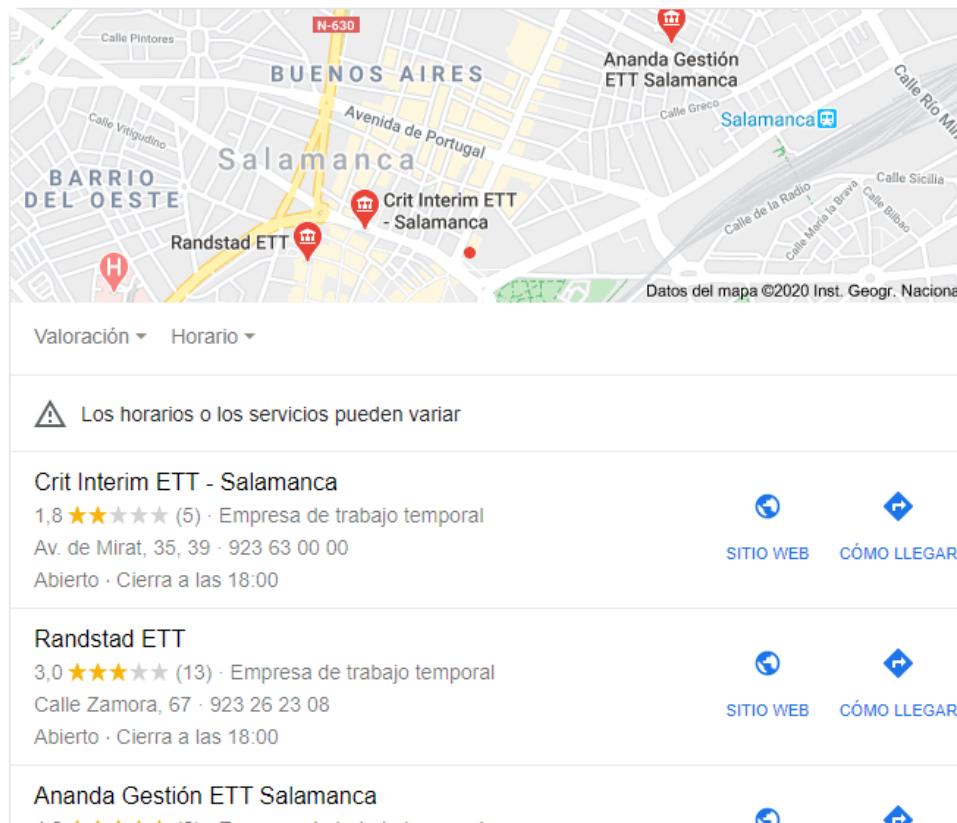 N-630
Calle Pintores
Ananda Gestión
ETT Salamanca
BUENOS AIRES
Calle Greco
Calle Río
Salamanca
Avenida de Portugal
Calle Vitigudino
Salamanca
BARRIO
DEL OESTE
Calle Sicilia
Calle de la Radio
Calle María la Brava
Calle Bilbao
Crit Interim ETT
- Salamanca
Randstad ETT
H
Datos del mapa ©2020 Inst. Geogr. Naciona
Valoración
Horario
Los horarios o los servicios pueden variar
Crit Interim ETT - Salamanca
1,8 (5) · Empresa de trabajo temporal
Av. de Mirat, 35, 39 · 923 63 00 00
Abierto · Cierra a las 18:00
SITIO WEB
CÓMO LLEGAR
Randstad ETT
3,0 (13) · Empresa de trabajo temporal
Calle Zamora, 67 · 923 26 23 08
Abierto · Cierra a las 18:00
SITIO WEB
CÓMO LLEGAR
Ananda Gestión ETT Salamanca